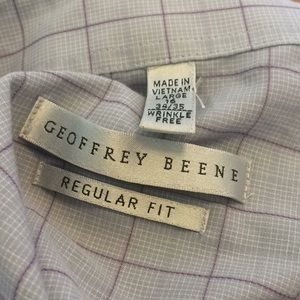 MADE IN
VIETNAM
LARGE
16
34/35
WRINKLE
FREE
GEOFFREY BEENE
REGULAR FIT